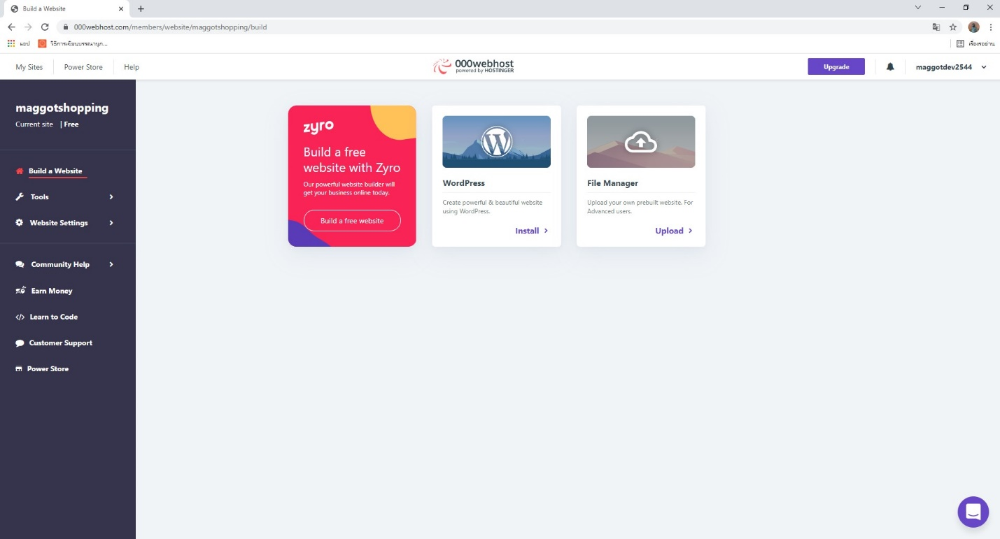 Build a Website
000webhost.com/members/website/maggotshopping/build
แอป
วิธีการเขียนบรรณานุก...
เรื่องรออ่าน
My Sites
Power Store
Help
000webhost
powered by HOSTINGER
Upgrade
maggotdev2544
maggotshopping
Current site | Free
Build a Website
Tools
Website Settings
Community Help
Earn Money
Learn to Code
Customer Support
Power Store
zyro
Build a free
website with Zyro
Our powerful website builder will
get your business online today.
Build a free website
WordPress
Create powerful & beautiful website
using WordPress.
Install
File Manager
Upload your own prebuilt website. For
Advanced users.
Upload